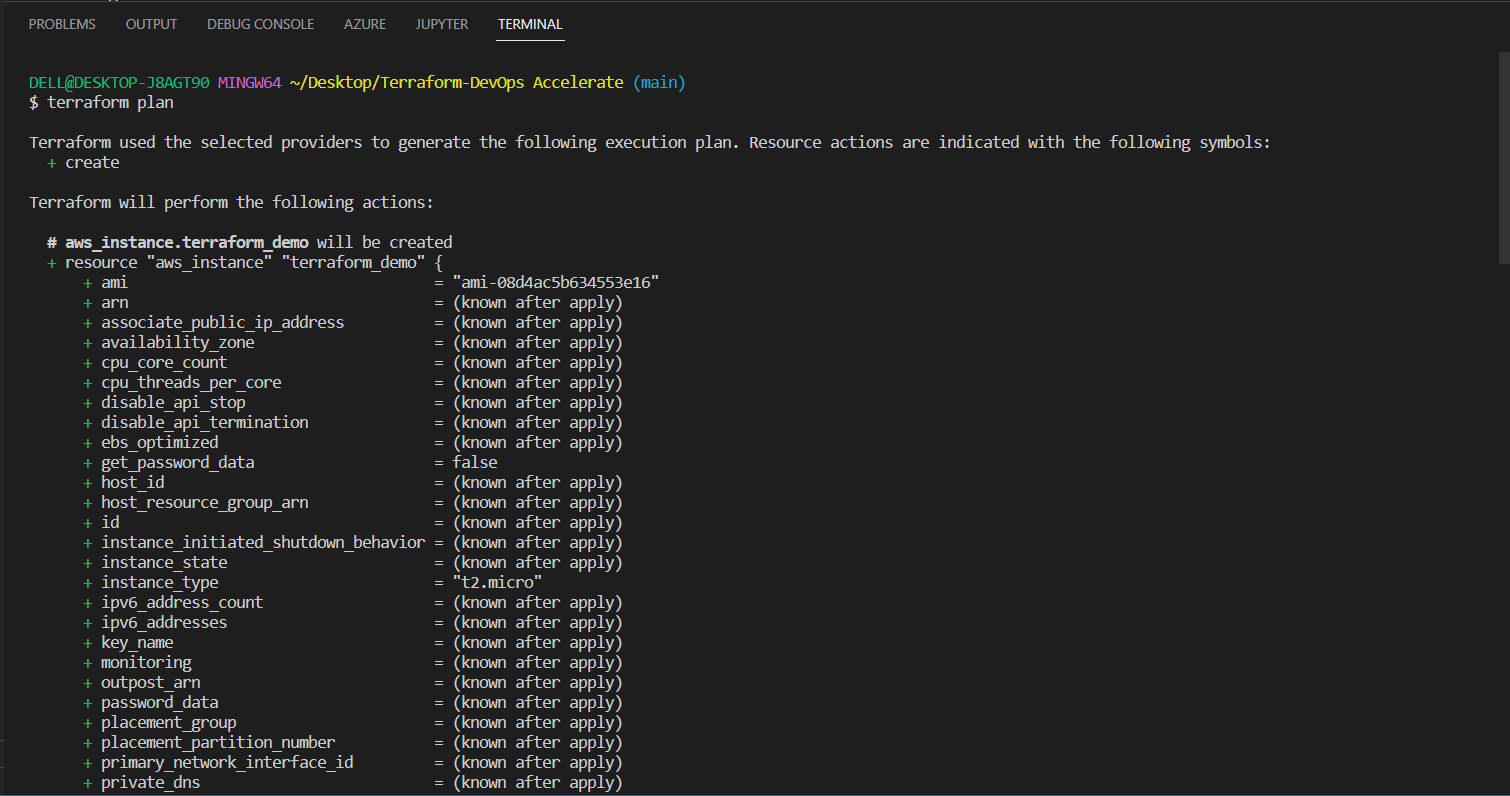 PROBLEMS OUTPUT DEBUG CONSOLE AZURE JUPYTER TERMINAL
DELL@DESKTOP-J8AGT90 MINGW64 ~/Desktop/Terraform-DevOps Accelerate (main)
$ terraform plan
Terraform used the selected providers to generate the following execution plan. Resource actions are indicated with the following symbols:
+ create
Terraform will perform the following actions:
# aws_instance.terraform_demo will be created
+ resource "aws_instance" "terraform_demo" {
+ ami = "ami-08d4ac5b634553e16"
+ arn = (known after apply)
+ associate_public_ip_address = (known after apply)
+ availability_zone = (known after apply)
+ cpu_core_count = (known after apply)
+ cpu_threads_per_core = (known after apply)
+ disable_api_stop = (known after apply)
+ disable_api_termination = (known after apply)
+ ebs_optimized = (known after apply)
+ get_password_data = false
+ host_id = (known after apply)
+ host_resource_group_arn = (known after apply)
+ id = (known after apply)
+ instance_initiated_shutdown_behavior = (known after apply)
+ instance_state = (known after apply)
+ instance_type = "t2.micro"
+ ipv6_address_count = (known after apply)
+ ipv6_addresses = (known after apply)
+ key_name = (known after apply)
+ monitoring = (known after apply)
+ outpost_arn = (known after apply)
+ password_data = (known after apply)
+ placement_group = (known after apply)
+ placement_partition_number = (known after apply)
+ primary_network_interface_id = (known after apply)
+ private_dns = (known after apply)